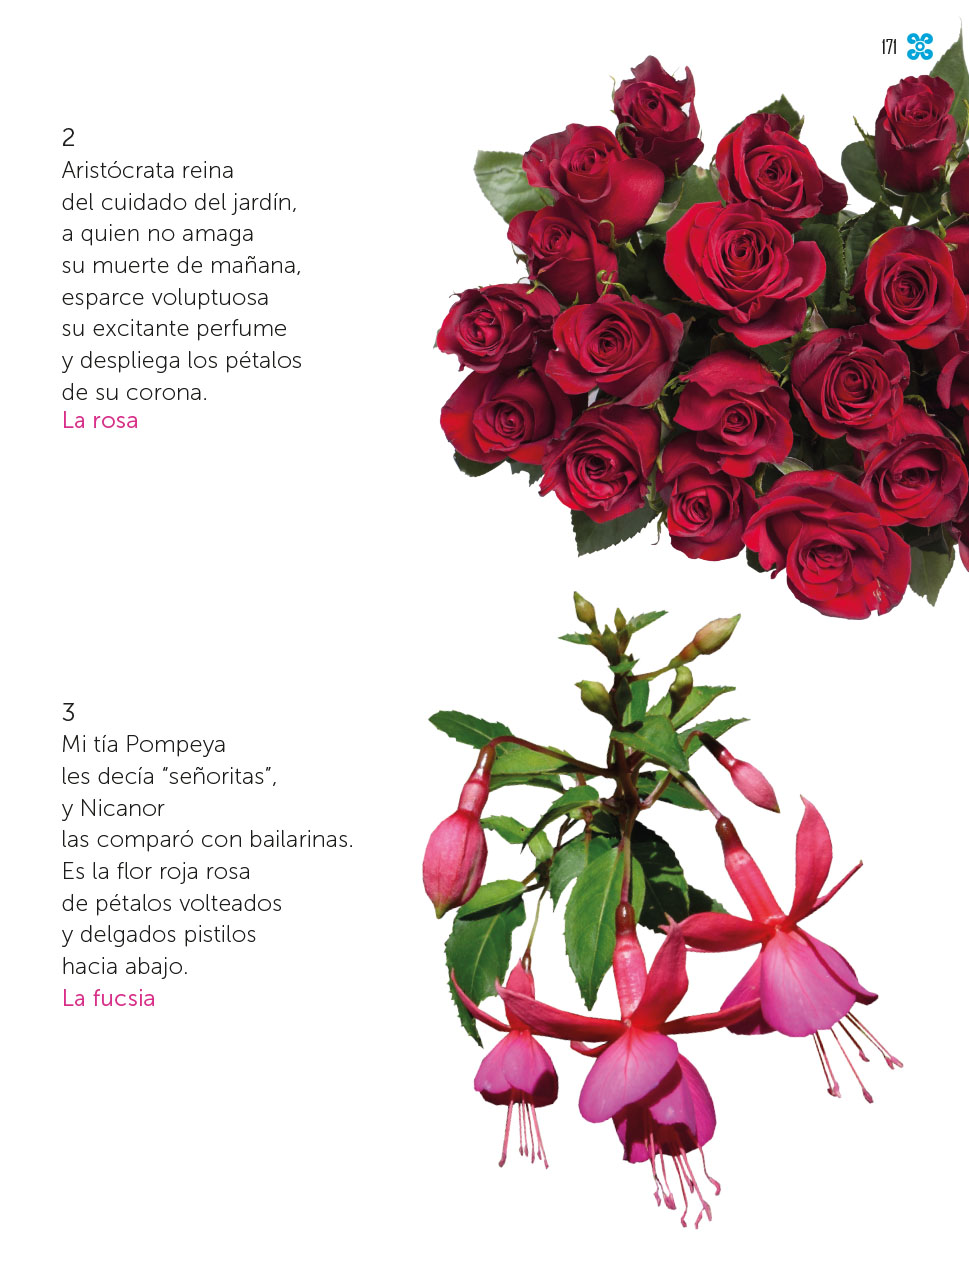 171
2
Aristócrata reina
del cuidado del jardín,
a quien no amaga
su muerte de mañana,
esparce voluptuosa
su excitante perfume
y despliega los pétalos
de su corona.
La rosa
3
Mi tía Pompeya
les decía “señoritas”,
y Nicanor
las comparó con bailarinas.
Es la flor roja rosa
de pétalos volteados
y delgados pistilos
hacia abajo.
La fucsia